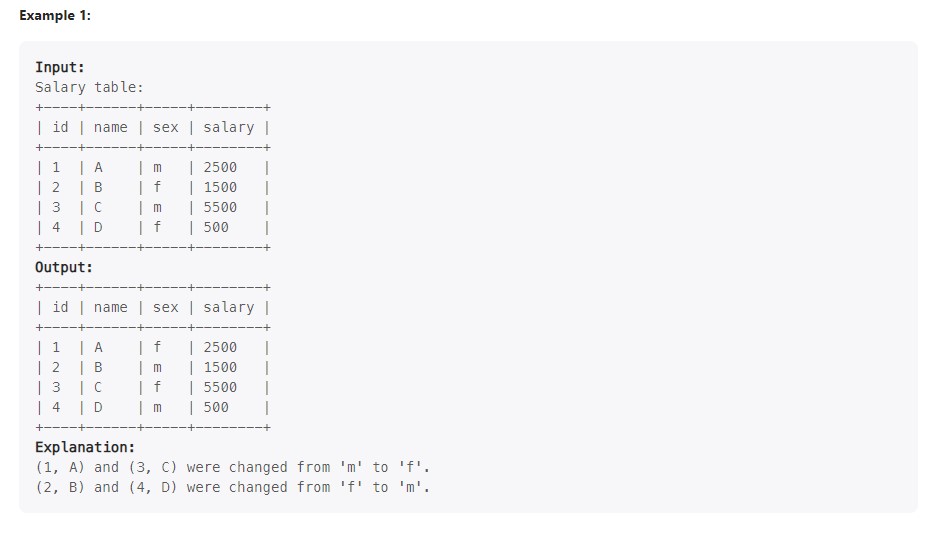 Example 1:
Input:
Salary table:
+----+------+-----+--------+
| id | name | sex | salary |
+----+------+-----+--------+
| 1  | A    | m   | 2500   |
| 2  | B    | f   | 1500   |
| 3  | C    | m   | 5500   |
| 4  | D    | f   | 500    |
+----+------+-----+--------+
Output:
+----+------+-----+--------+
| id | name | sex | salary |
+----+------+-----+--------+
| 1  | A    | f   | 2500   |
| 2  | B    | m   | 1500   |
| 3  | C    | f   | 5500   |
| 4  | D    | m   | 500    |
+----+------+-----+--------+
Explanation:
(1, A) and (3, C) were changed from 'm' to 'f'.
(2, B) and (4, D) were changed from 'f' to 'm'.